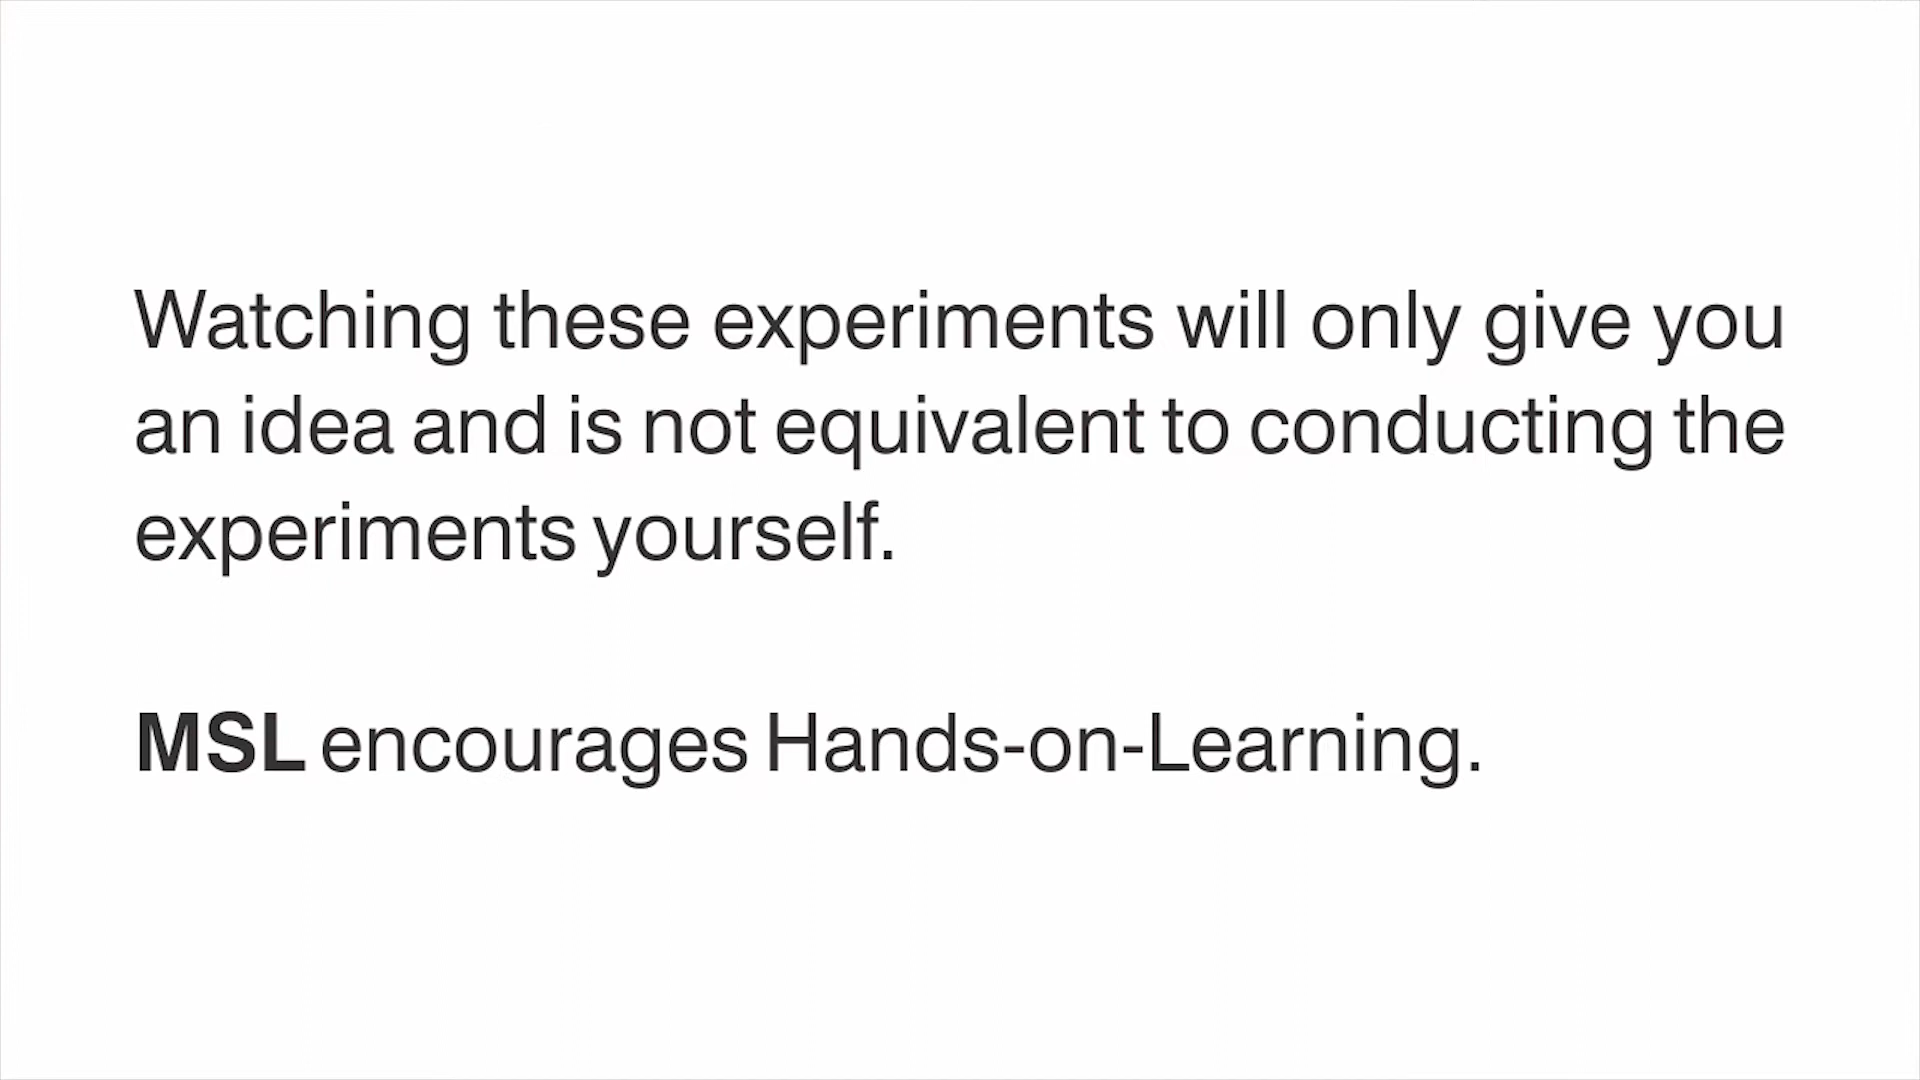 Watching these experiments will only give you
an idea and is not equivalent to conducting the
experiments yourself.
MSL encourages Hands-on-Learning.